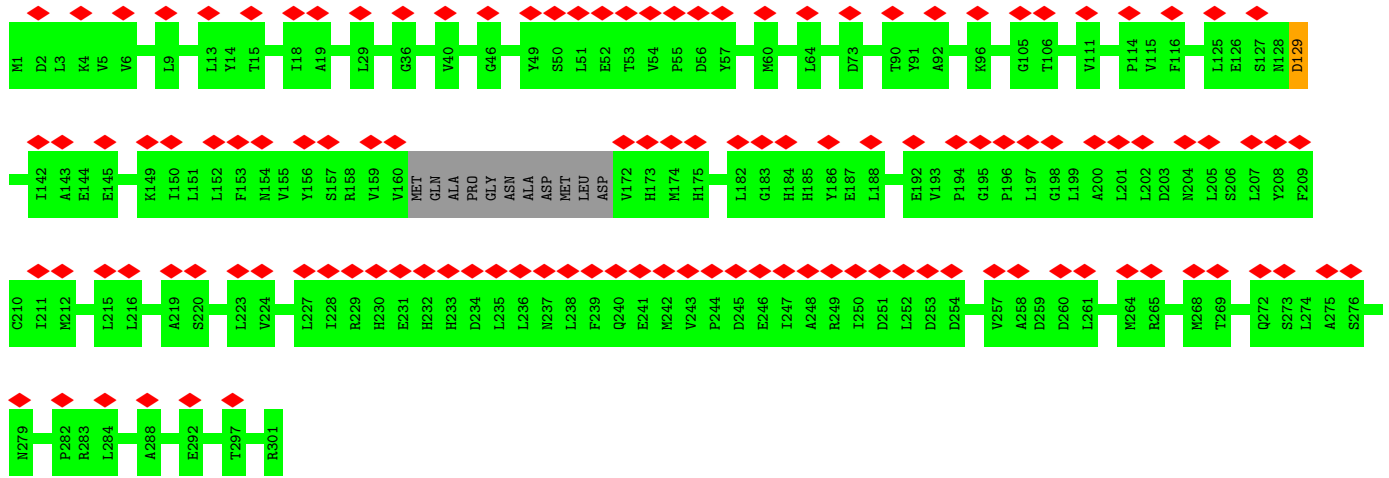 M1 D2 L3 K4 V5 V6 L9 L13 Y14 T15 I18 A19 L29 G36 V40 G46 Y49 S50 L51 E52 T53 V54 P55 D56 Y57 M60 L64 D73 T90 Y91 A92 K96 G105 T106 V111 P114 V115 F116 L125 E126 S127 N128 D129
I142 A143 E144 E145 K149 I150 L151 L152 F153 N154 V155 Y156 S157 R158 V159 V160 MET GLN ALA PRO GLY ASN ALA ASP MET LEU ASP V172 H173 M174 H175 L182 G183 H184 H185 Y186 E187 L188 E192 V193 P194 G195 P196 L197 G198 L199 A200 L201 L202 D203 N204 L205 S206 L207 Y208 F209
C210 I211 M212 L215 L216 A219 S220 L223 V224 L227 I228 R229 H230 E231 H232 H233 D234 L235 L236 N237 L238 F239 Q240 E241 M242 V243 P244 D245 E246 I247 A248 R249 I250 D251 L252 D253 D254 V257 A258 D259 D260 L261 M264 R265 M268 T269 Q272 S273 L274 A275 S276
N279 P282 R283 L284 A288 E292 T297 R301